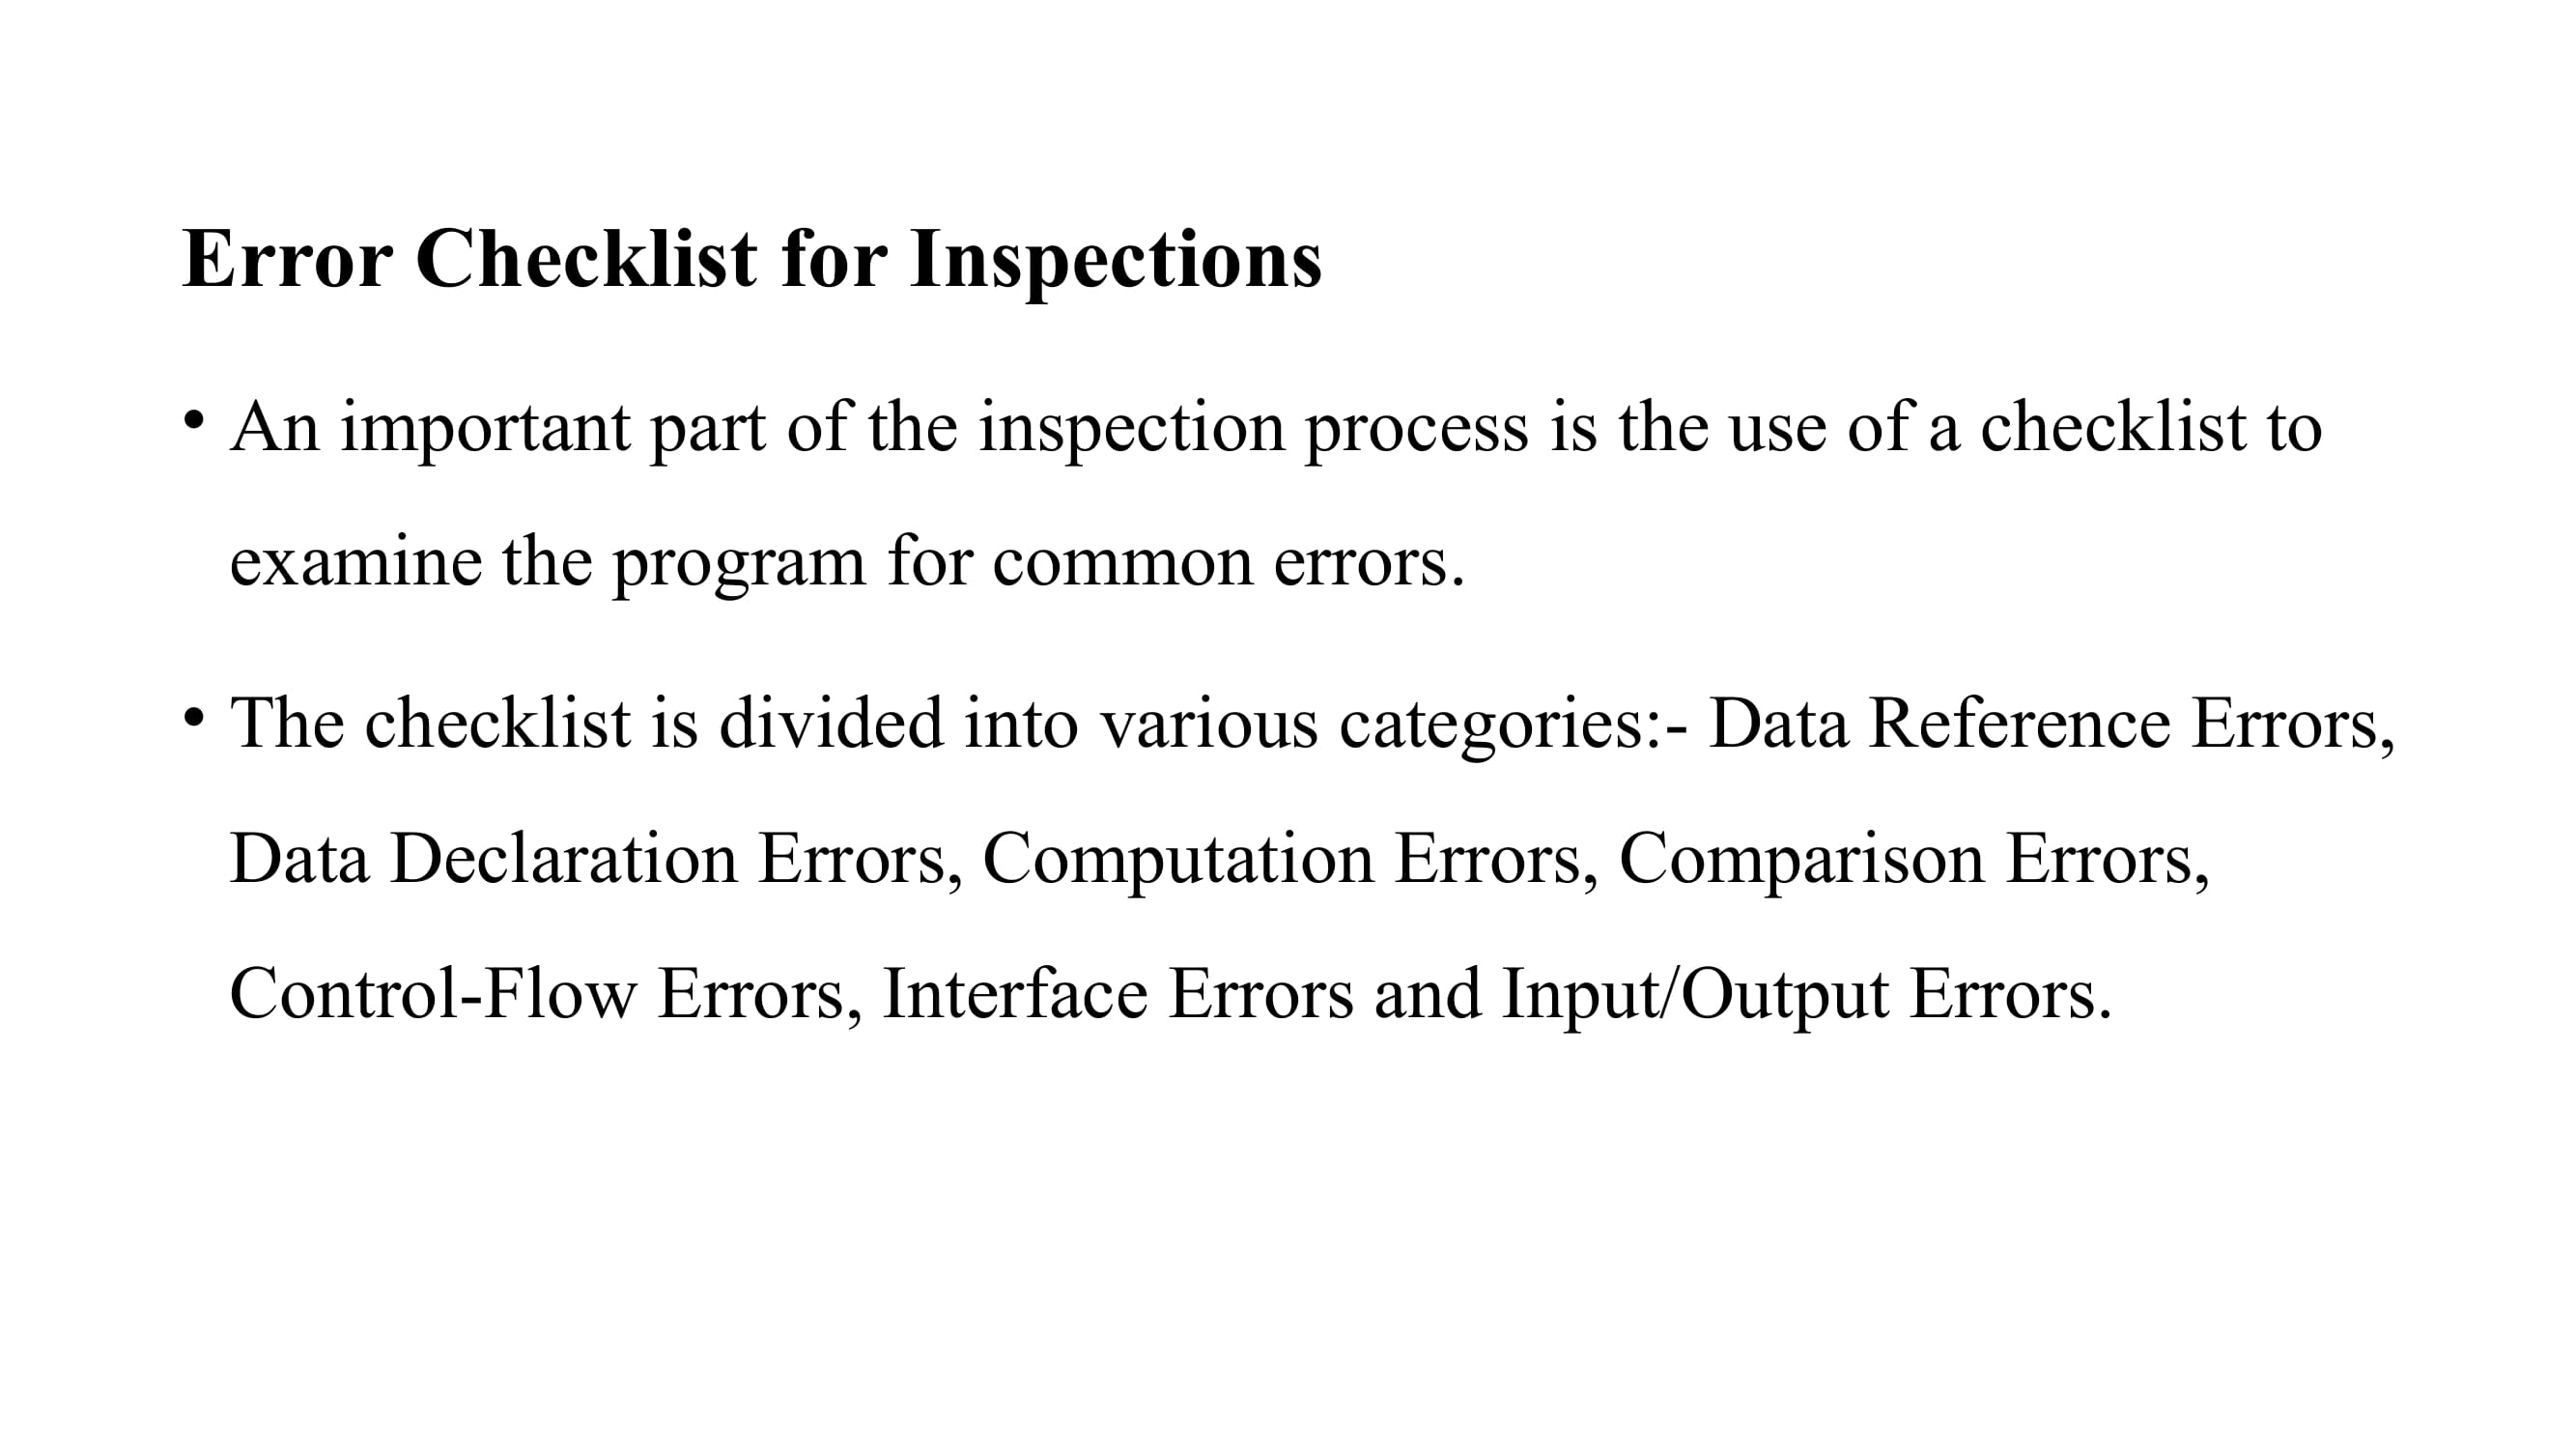 Error Checklist for Inspections
• An important part of the inspection process is the use of a checklist to
examine the program for common errors.
• The checklist is divided into various categories:- Data Reference Errors,
Data Declaration Errors, Computation Errors, Comparison Errors,
Control-Flow Errors, Interface Errors and Input/Output Errors.